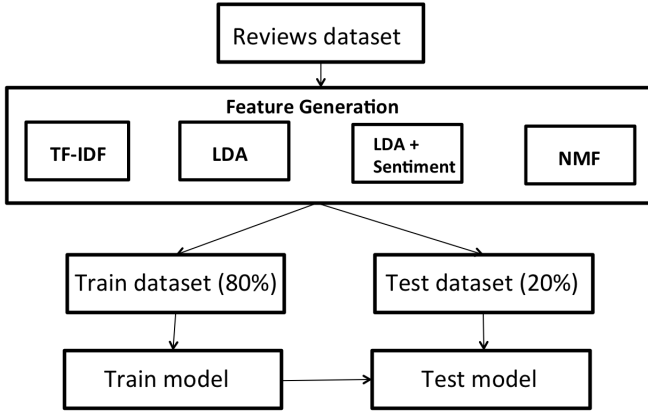 Reviews dataset
Feature Generation
TF-IDF
LDA
LDA +
Sentiment
NMF
Train dataset (80%)
Test dataset (20%)
Train model
Test model